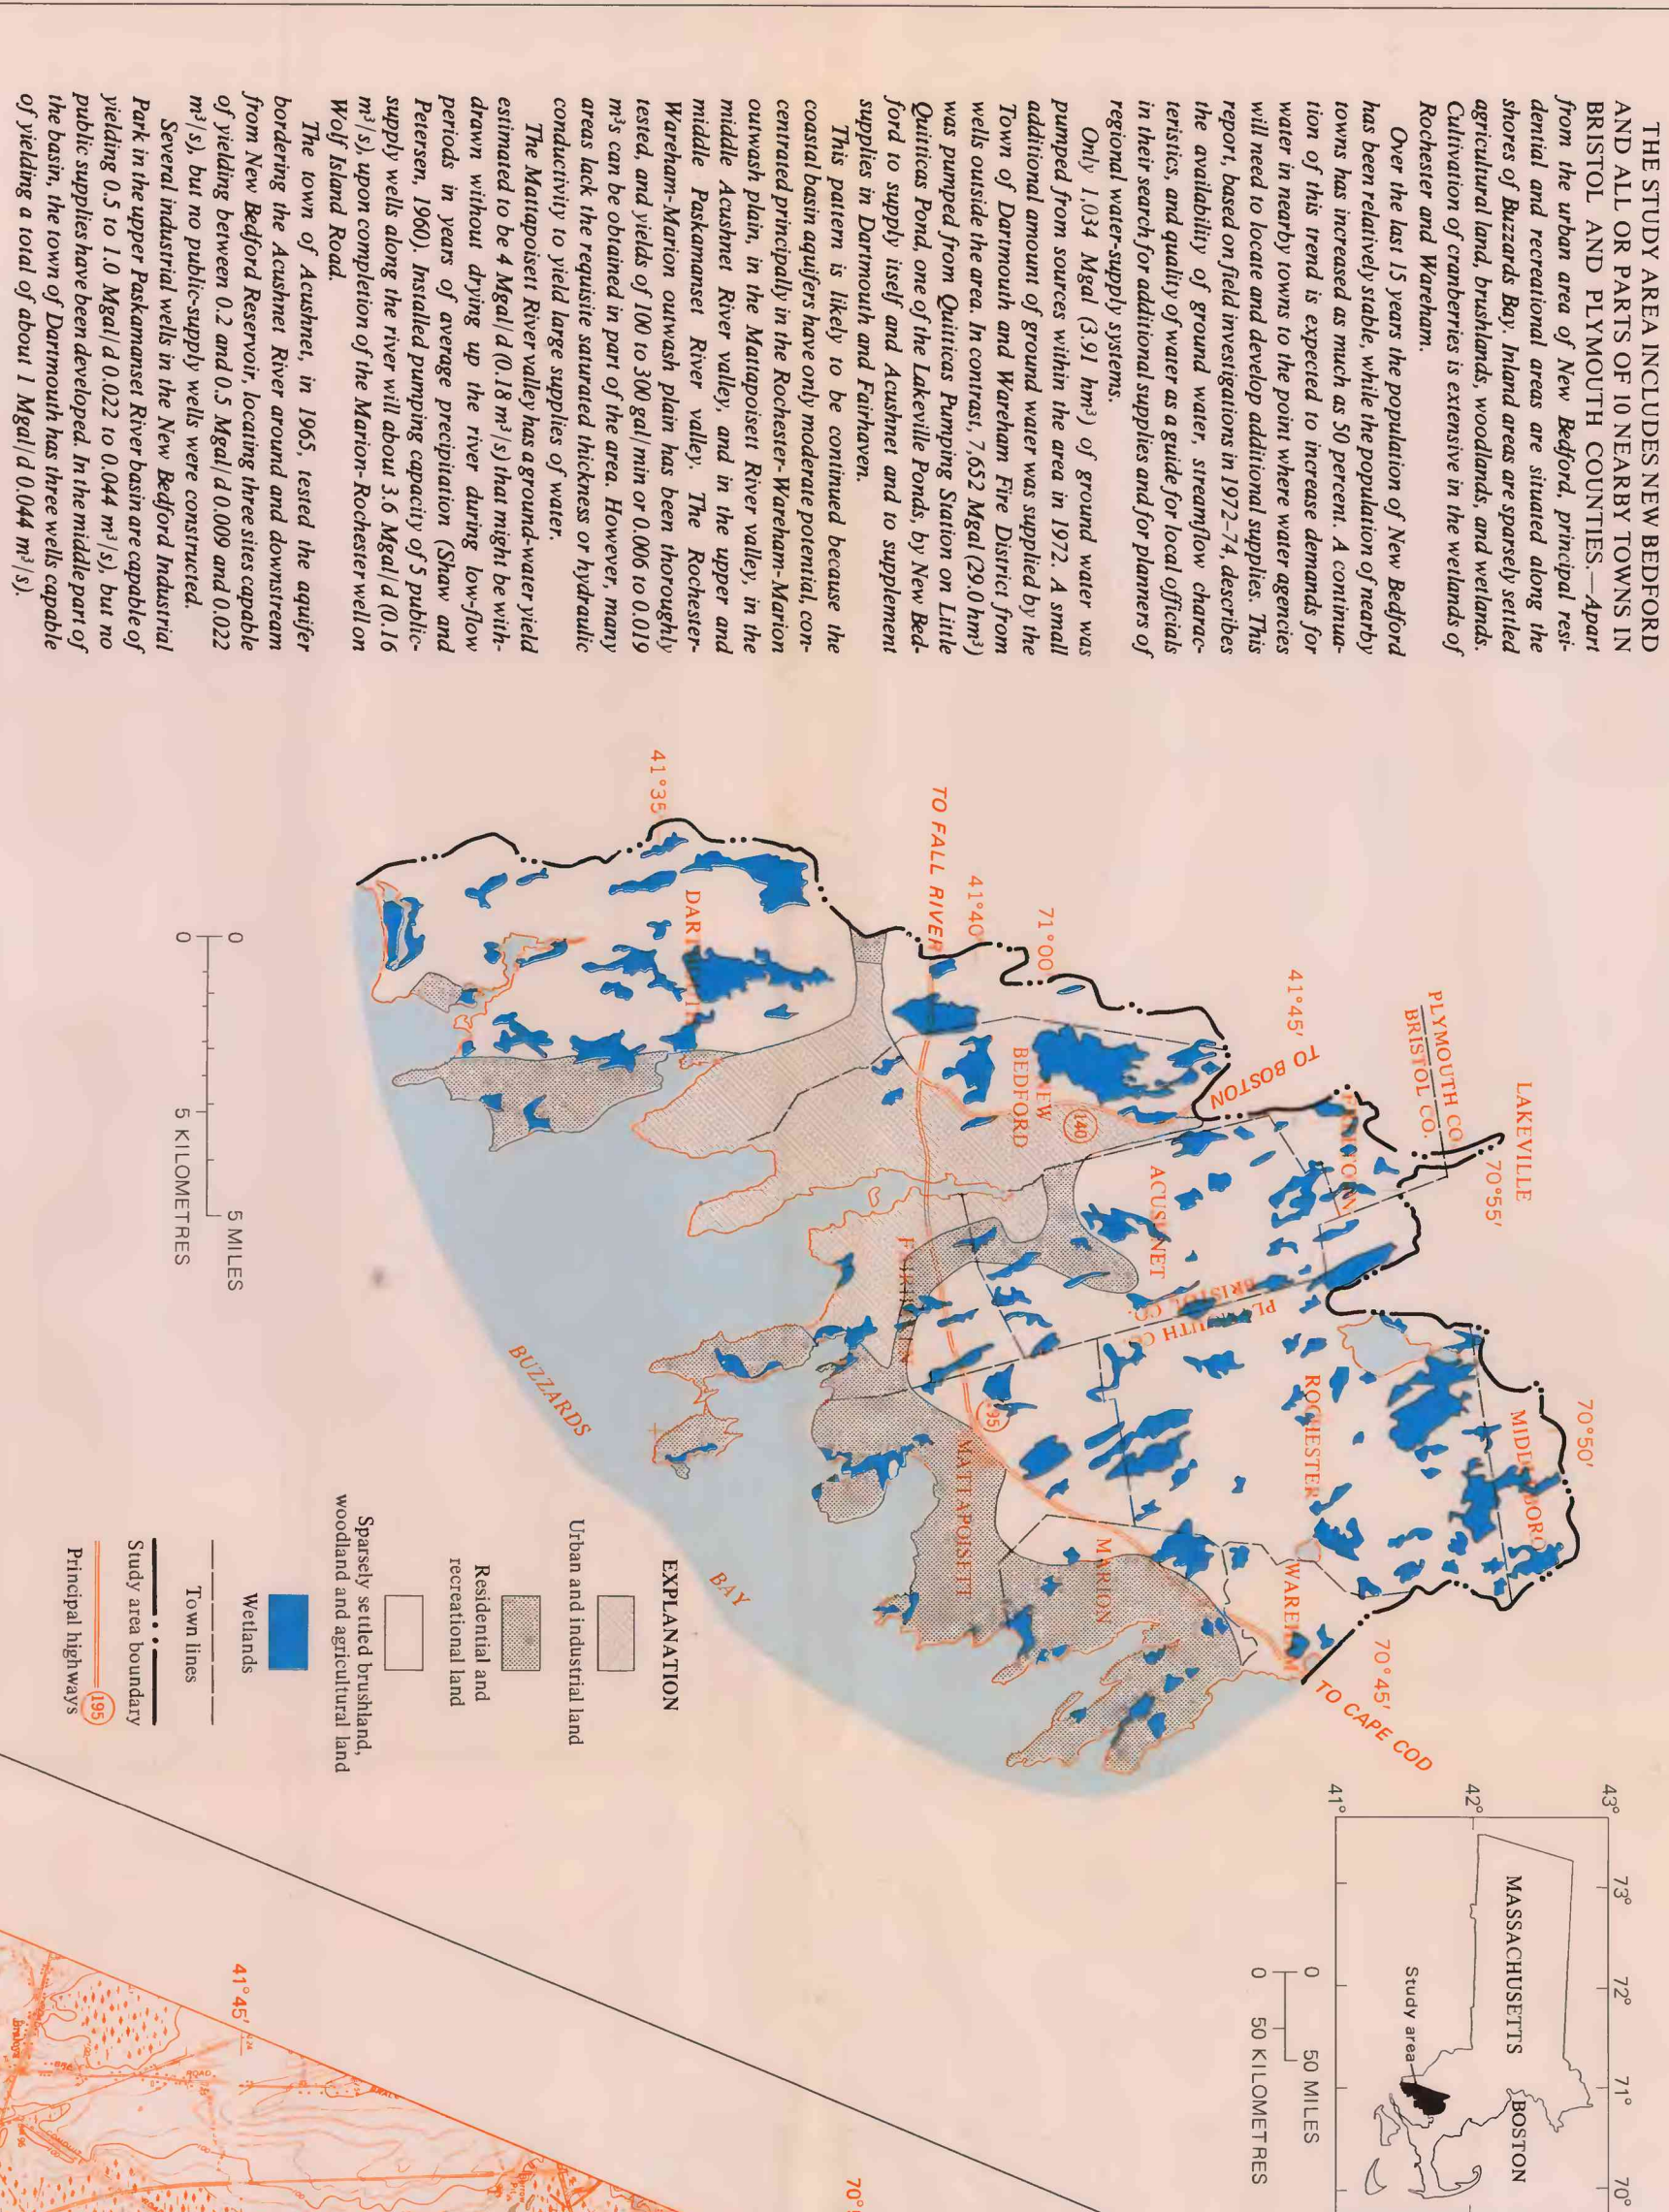 THE STUDY AREA INCLUDES NEW BEDFORD
AND ALL OR PARTS OF 10 NEARBY TOWNS IN
BRISTOL AND PLYMOUTH COUNTIES.—Apart
from the urban area of New Bedford, principal resi-
dential and recreational areas are situated along the
shores of Buzzards Bay. Inland areas are sparsely settled
agricultural land, brushlands, woodlands, and wetlands.
Cultivation of cranberries is extensive in the wetlands of
Rochester and Wareham.
Over the last 15 years the population of New Bedford
has been relatively stable, while the population of nearby
towns has increased as much as 50 percent. A continua-
tion of this trend is expected to increase demands for
water in nearby towns to the point where water agencies
will need to locate and develop additional supplies. This
report, based on field investigations in 1972–74, describes
the availability of ground water, streamflow charac-
teristics, and quality of water as a guide for local officials
in their search for additional supplies and for planners of
regional water-supply systems.
Only 1,034 Mgal (3.91 hm³) of ground water was
pumped from sources within the area in 1972. A small
additional amount of ground water was supplied by the
Town of Dartmouth and Wareham Fire District from
wells outside the area. In contrast, 7,652 Mgal (29.0 hm³)
was pumped from Quitticas Pumping Station on Little
Quitticas Pond, one of the Lakeville Ponds, by New Bed-
ford to supply itself and Acushnet and to supplement
supplies in Dartmouth and Fairhaven.
This pattern is likely to be continued because the
coastal basin aquifers have only moderate potential, con-
centrated principally in the Rochester-Wareham-Marion
outwash plain, in the Mattapoisett River valley, in the
middle Acushnet River valley, and in the upper and
middle Paskamanset River valley. The Rochester-
Wareham-Marion outwash plain has been thoroughly
tested, and yields of 100 to 300 gal/min or 0.006 to 0.019
m³s can be obtained in part of the area. However, many
areas lack the requisite saturated thickness or hydraulic
conductivity to yield large supplies of water.
The Mattapoisett River valley has a ground-water yield
estimated to be 4 Mgal/d (0.18 m³/s) that might be with-
drawn without drying up the river during low-flow
periods in years of average precipitation (Shaw and
Petersen, 1960). Installed pumping capacity of 5 public-
supply wells along the river will about 3.6 Mgal/d (0.16
m³/s), upon completion of the Marion-Rochester well on
Wolf Island Road.
The town of Acushnet, in 1965, tested the aquifer
bordering the Acushnet River around and downstream
from New Bedford Reservoir, locating three sites capable
of yielding between 0.2 and 0.5 Mgal/d 0.009 and 0.022
m³/s), but no public-supply wells were constructed.
Several industrial wells in the New Bedford Industrial
Park in the upper Paskamanset River basin are capable of
yielding 0.5 to 1.0 Mgal/d 0.022 to 0.044 m³/s), but no
public supplies have been developed. In the middle part of
the basin, the town of Dartmouth has three wells capable
of yielding a total of about 1 Mgal/d 0.044 m³/s).
LAKEVILLE
70°55′
70°50′
70°45′
PLYMOUTH CO.
BRISTOL CO.
MIDDLEBORO
TO BOSTON
41°45′
ROCHESTER
WAREHAM
TO CAPE COD
PLYMOUTH CO.
BRISTOL CO.
ACUSHNET
140
71°00′
NEW
BEDFORD
MARION
41°40′
195
TO FALL RIVER
FAIRHAVEN
MATTAPOISETT
DARTMOUTH
41°35′
BUZZARDS
BAY
0 5 MILES
0 5 KILOMETRES
EXPLANATION
Urban and industrial land
Residential and
recreational land
Sparsely settled brushland,
woodland and agricultural land
Wetlands
Town lines
Study area boundary
195
Principal highways
73° 72° 71° 70°
43°
42°
41°
MASSACHUSETTS
BOSTON
Study area
0 50 MILES
0 50 KILOMETRES
41°45′
ROAD